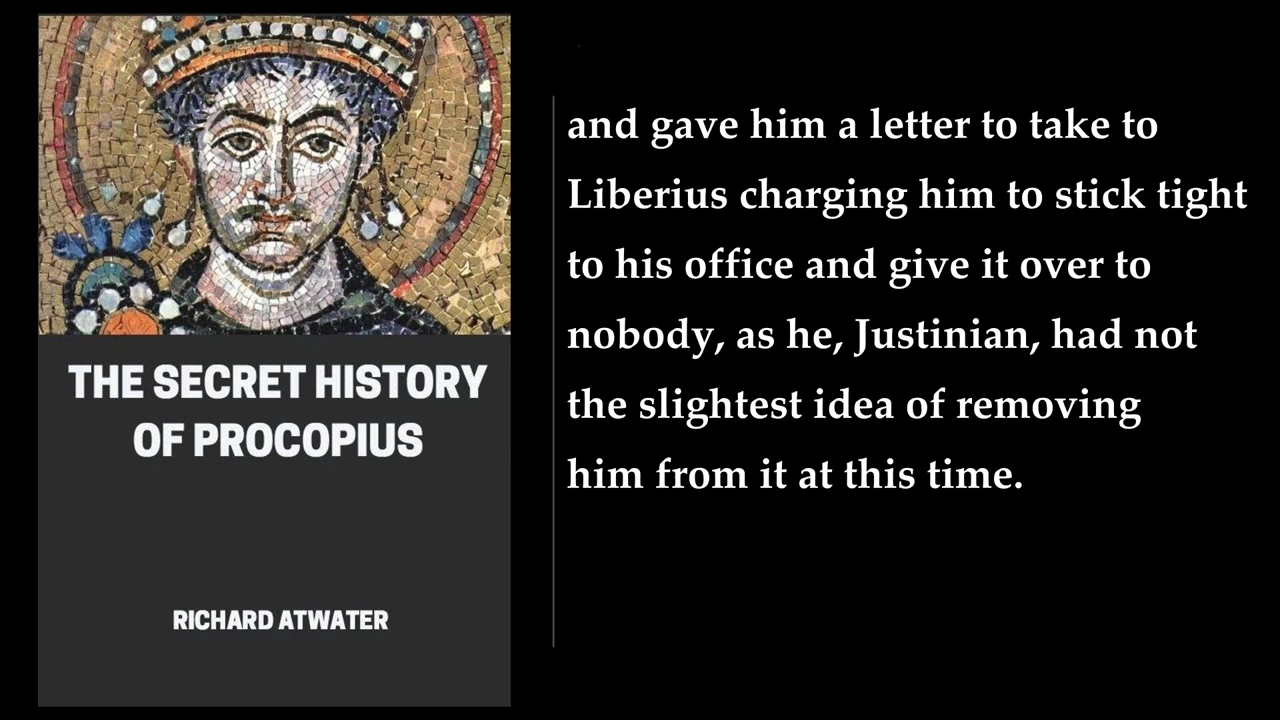 THE SECRET HISTORY
OF PROCOPIUS
RICHARD ATWATER
and gave him a letter to take to
Liberius charging him to stick tight
to his office and give it over to
nobody, as he, Justinian, had not
the slightest idea of removing
him from it at this time.